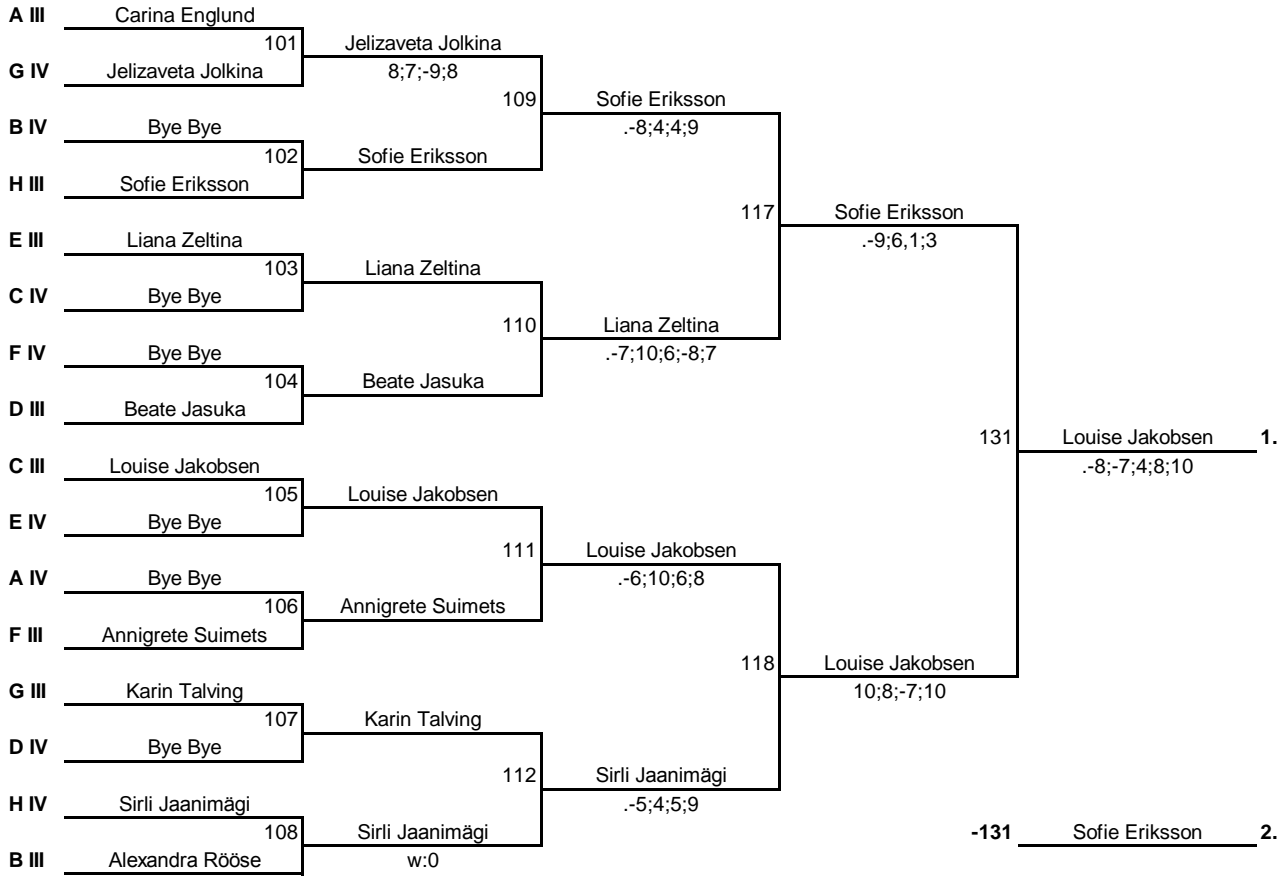 A III Carina Englund
101 Jelizaveta Jolkina
G IV Jelizaveta Jolkina 8;7;-9;8
109 Sofie Eriksson
B IV Bye Bye .-8;4;4;9
102 Sofie Eriksson
H III Sofie Eriksson
117 Sofie Eriksson
E III Liana Zeltina .-9;6,1;3
103 Liana Zeltina
C IV Bye Bye
110 Liana Zeltina
F IV Bye Bye .-7;10;6;-8;7
104 Beate Jasuka
D III Beate Jasuka
131 Louise Jakobsen 1.
C III Louise Jakobsen .-8;-7;4;8;10
105 Louise Jakobsen
E IV Bye Bye
111 Louise Jakobsen
A IV Bye Bye .-6;10;6;8
106 Annigrete Suimets
F III Annigrete Suimets
118 Louise Jakobsen
G III Karin Talving 10;8;-7;10
107 Karin Talving
D IV Bye Bye
112 Sirli Jaanimägi
H IV Sirli Jaanimägi .-5;4;5;9
108 Sirli Jaanimägi -131 Sofie Eriksson 2.
B III Alexandra Rööse w:0